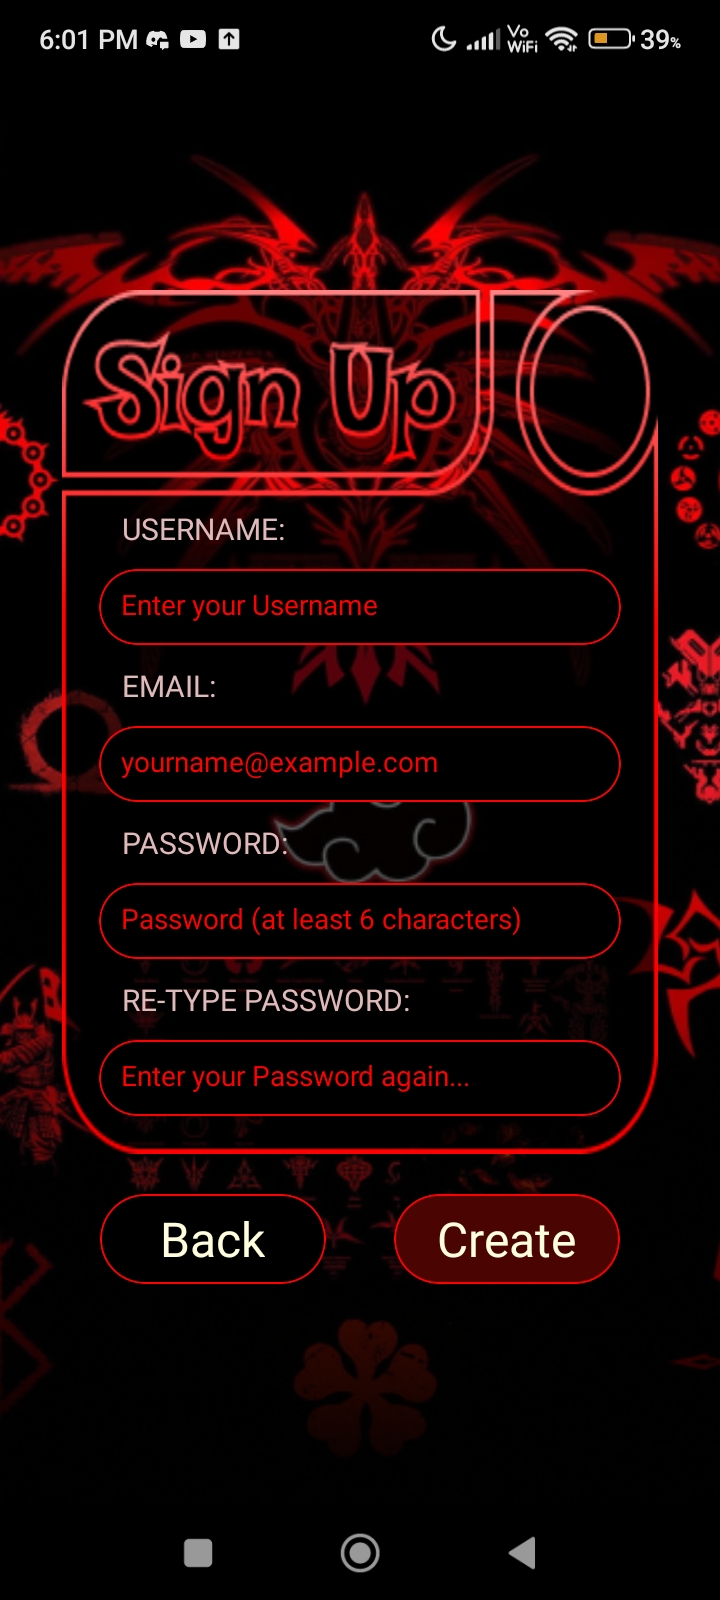 6:01 PM
Vo
WiFi
39%
Sign Up
USERNAME:
Enter your Username
EMAIL:
yourname@example.com
PASSWORD:
Password (at least 6 characters)
RE-TYPE PASSWORD:
Enter your Password again...
Back
Create